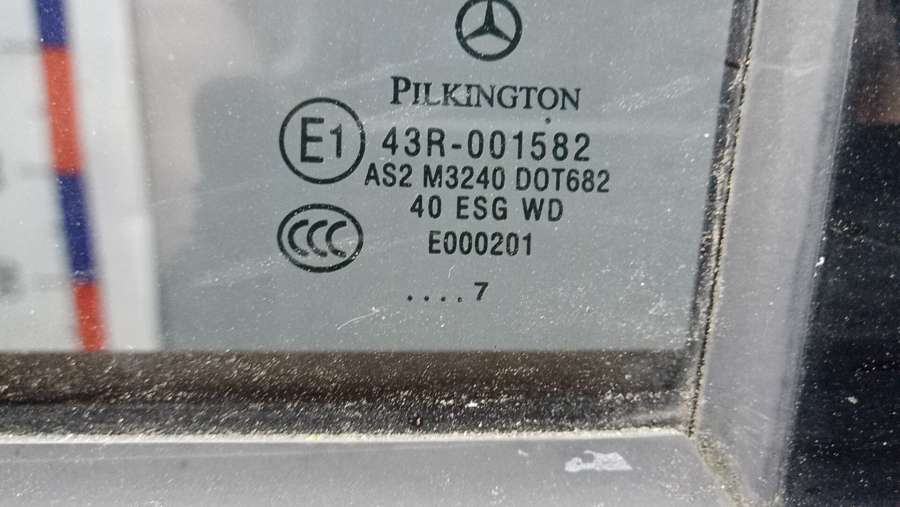 PILKINGTON
E1
43R-001582
AS2 M3240 DOT682
40 ESG WD
CCC
E000201
....7